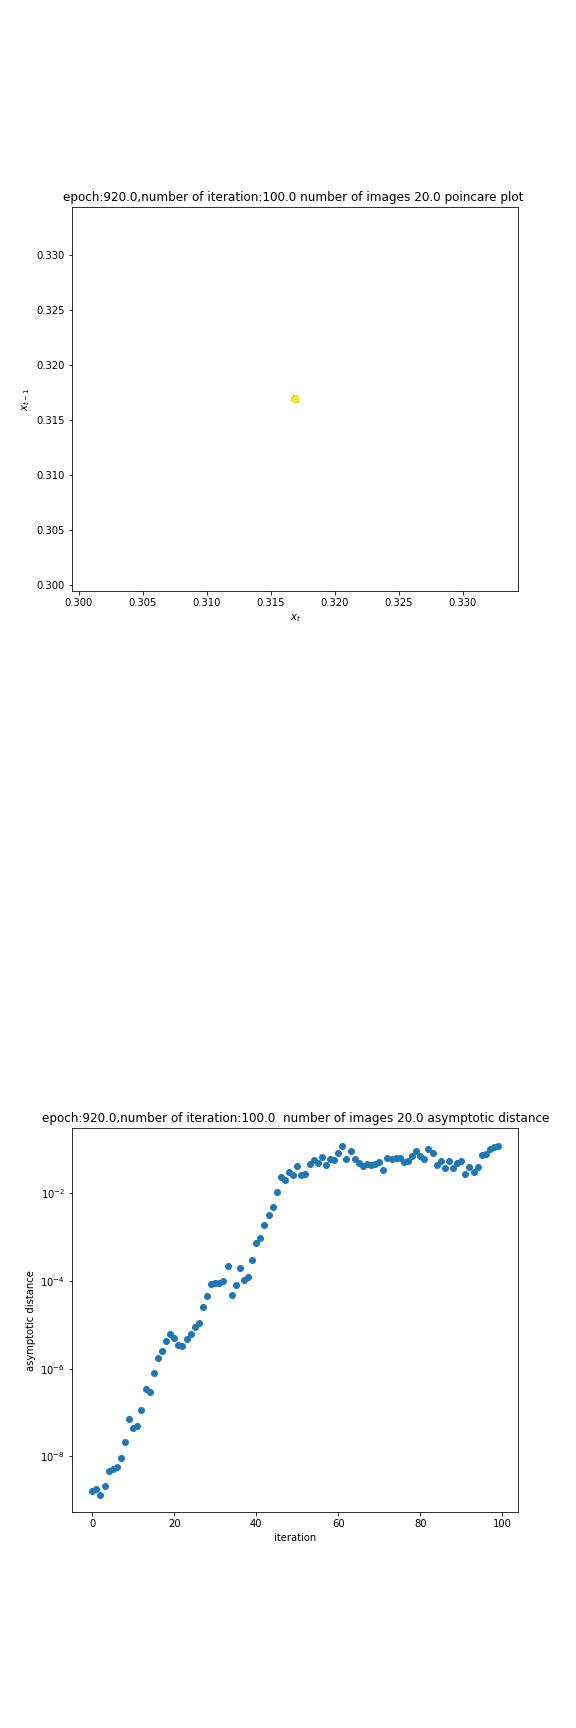 epoch:920.0,number of iteration:100.0 number of images 20.0 poincare plot
0.330
0.325
0.320
0.315
0.310
0.305
0.300
x_{t-1}
0.300 0.305 0.310 0.315 0.320 0.325 0.330
x_t
epoch:920.0,number of iteration:100.0  number of images 20.0 asymptotic distance
10^{-2}
10^{-4}
10^{-6}
10^{-8}
asymptotic distance
0 20 40 60 80 100
iteration